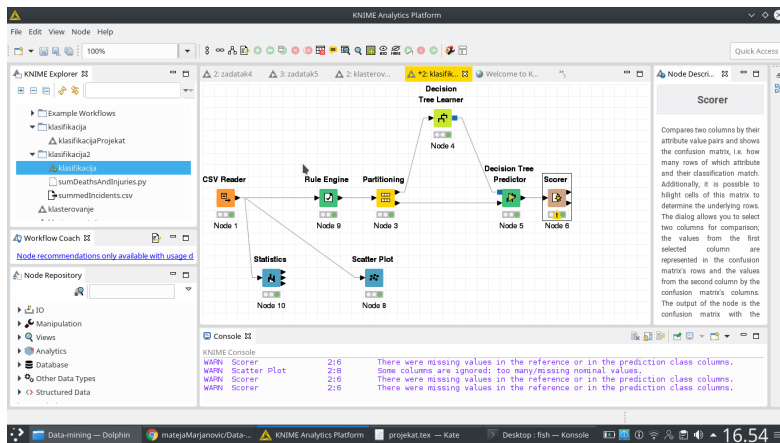 KNIME Analytics Platform
File Edit View Node Help
100%
Quick Access
KNIME Explorer
Example Workflows
klasifikacija
klasifikacijaProjekat
klasifikacija2
klasifikacija
sumDeathsAndInjuries.py
summedIncidents.csv
klasterovanje
Workflow Coach
Node recommendations only available with usage d
Node Repository
IO
Manipulation
Views
Analytics
Database
Other Data Types
Structured Data
2: zadatak4
3: zadatak5
2: klasterov...
*2: klasifik...
Welcome to K...
Decision
Tree Learner
Node 4
CSV Reader
Node 1
Rule Engine
Node 9
Partitioning
Node 3
Decision Tree
Predictor
Node 5
Scorer
Node 6
Statistics
Node 10
Scatter Plot
Node 8
Node Descri...
Scorer
Compares two columns by their
attribute value pairs and shows
the confusion matrix, i.e. how
many rows of which attribute
and their classification match.
Additionally, it is possible to
hilight cells of this matrix to
determine the underlying rows.
The dialog allows you to select
two columns for comparison;
the values from the first
selected column are
represented in the confusion
matrix's rows and the values
from the second column by the
confusion matrix's columns.
The output of the node is the
confusion matrix with the
Console
KNIME Console
WARN Scorer 2:6 There were missing values in the reference or in the prediction class columns.
WARN Scatter Plot 2:8 Some columns are ignored: too many/missing nominal values.
WARN Scorer 2:6 There were missing values in the reference or in the prediction class columns.
WARN Scorer 2:6 There were missing values in the reference or in the prediction class columns.
Data-mining — Dolphin
matejaMarjanovic/Data-...
KNIME Analytics Platform
projekat.tex — Kate
Desktop : fish — Konsole
16.54